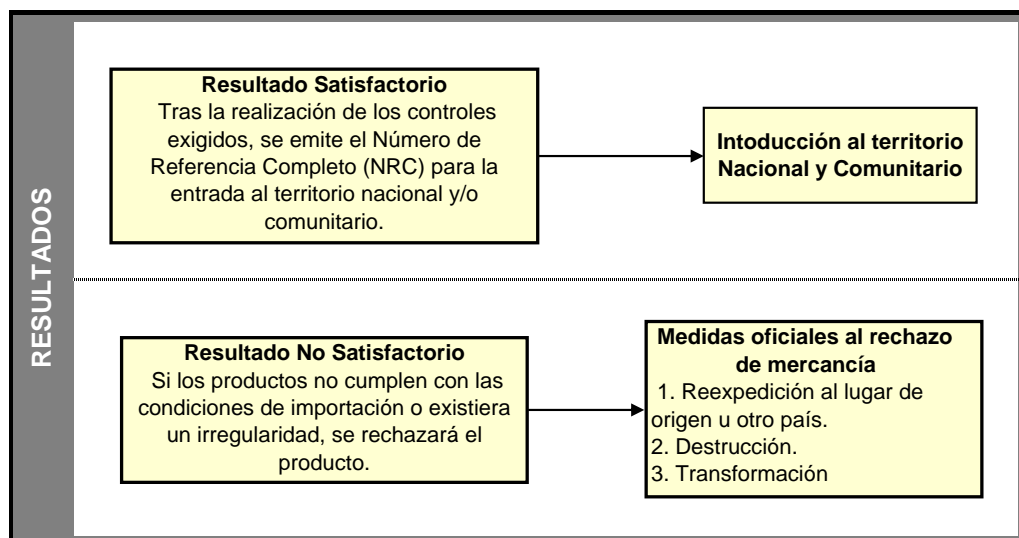 RESULTADOS
Resultado Satisfactorio
Tras la realización de los controles
exigidos, se emite el Número de
Referencia Completo (NRC) para la
entrada al territorio nacional y/o
comunitario.
Intoducción al territorio
Nacional y Comunitario
Resultado No Satisfactorio
Si los productos no cumplen con las
condiciones de importación o existiera
un irregularidad, se rechazará el
producto.
Medidas oficiales al rechazo
de mercancía
1. Reexpedición al lugar de
origen u otro país.
2. Destrucción.
3. Transformación